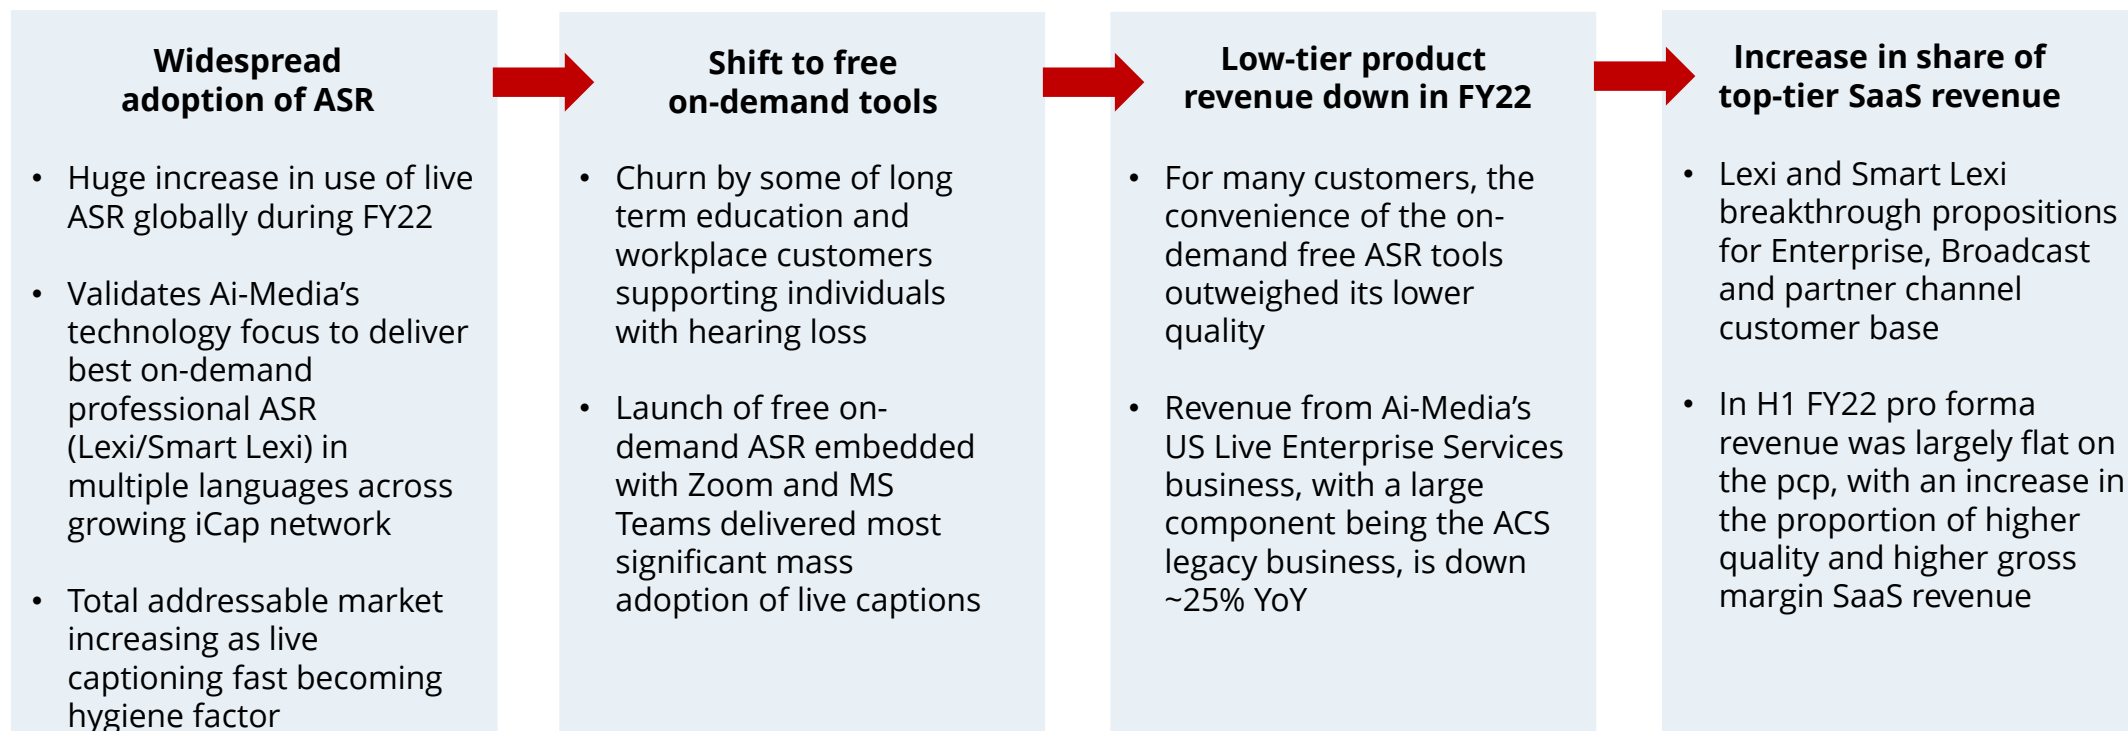 Widespread
adoption of ASR
• Huge increase in use of live
ASR globally during FY22
• Validates Ai-Media’s
technology focus to deliver
best on-demand
professional ASR
(Lexi/Smart Lexi) in
multiple languages across
growing iCap network
• Total addressable market
increasing as live
captioning fast becoming
hygiene factor
Shift to free
on-demand tools
• Churn by some of long
term education and
workplace customers
supporting individuals
with hearing loss
• Launch of free on-
demand ASR embedded
with Zoom and MS
Teams delivered most
significant mass
adoption of live captions
Low-tier product
revenue down in FY22
• For many customers, the
convenience of the on-
demand free ASR tools
outweighed its lower
quality
• Revenue from Ai-Media’s
US Live Enterprise Services
business, with a large
component being the ACS
legacy business, is down
~25% YoY
Increase in share of
top-tier SaaS revenue
• Lexi and Smart Lexi
breakthrough propositions
for Enterprise, Broadcast
and partner channel
customer base
• In H1 FY22 pro forma
revenue was largely flat on
the pcp, with an increase in
the proportion of higher
quality and higher gross
margin SaaS revenue